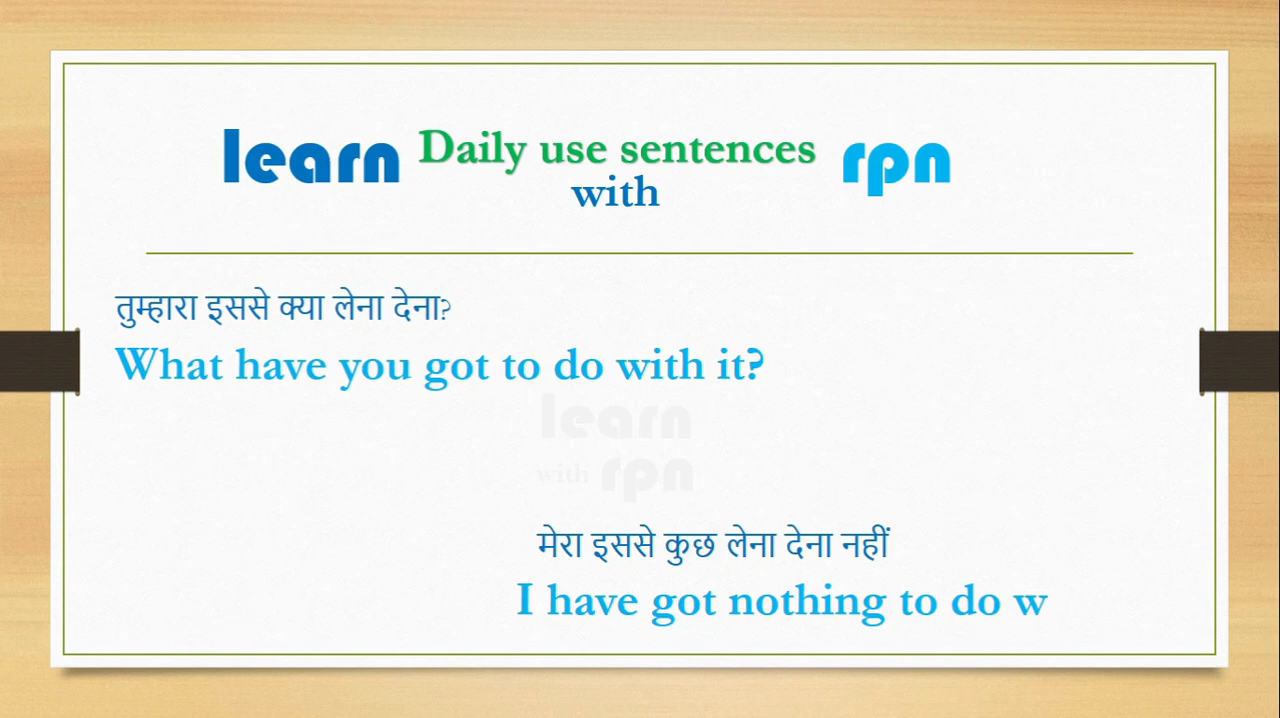 learn Daily use sentences rpn
with
तुम्हारा इससे क्या लेना देना?
What have you got to do with it?
learn
with rpn
मेरा इससे कुछ लेना देना नहीं
I have got nothing to do w